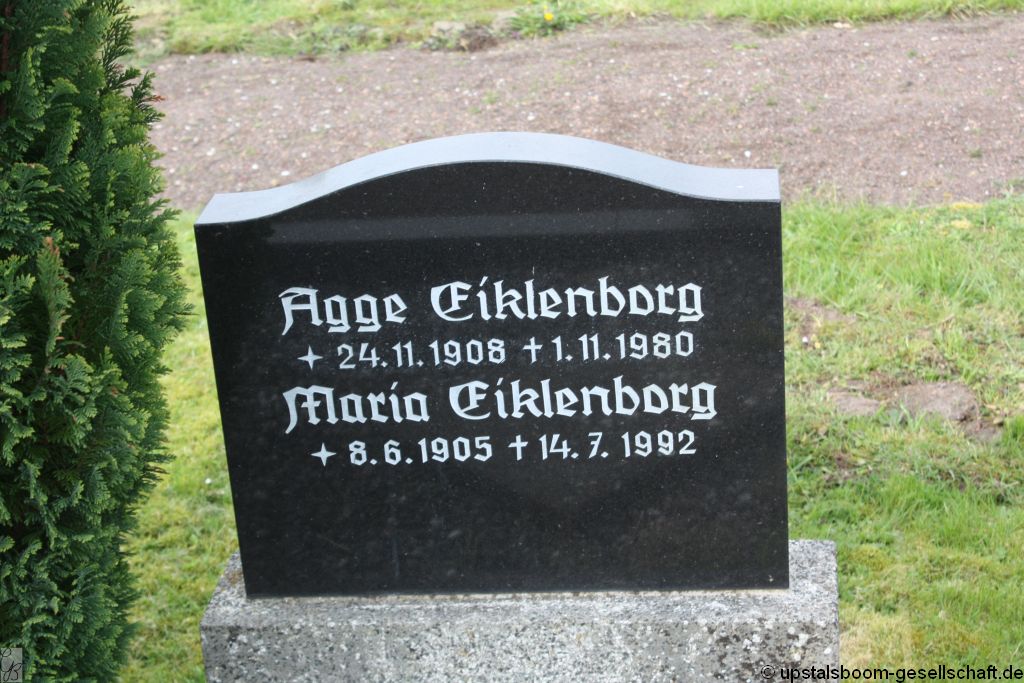 Agge Eiklenborg
✦ 24.11.1908 ✝ 1.11.1980
Maria Eiklenborg
✦ 8.6.1905 ✝ 14.7.1992
© upstalsboom-gesellschaft.de